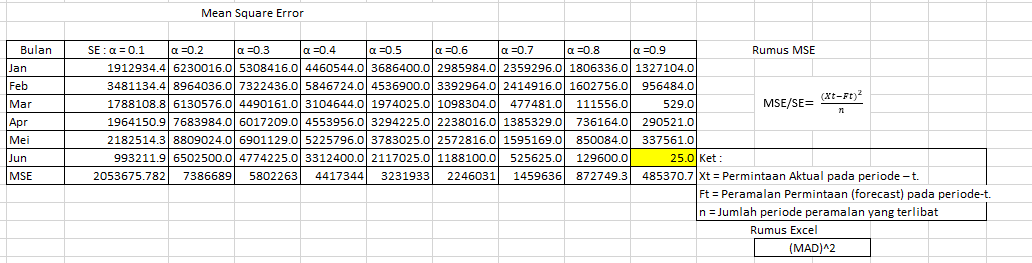 Mean Square Error
Bulan SE : α = 0.1 α =0.2 α =0.3 α =0.4 α =0.5 α =0.6 α =0.7 α =0.8 α =0.9 Rumus MSE
Jan 1912934.4 6230016.0 5308416.0 4460544.0 3686400.0 2985984.0 2359296.0 1806336.0 1327104.0
Feb 3481134.4 8964036.0 7322436.0 5846724.0 4536900.0 3392964.0 2414916.0 1602756.0 956484.0
Mar 1788108.8 6130576.0 4490161.0 3104644.0 1974025.0 1098304.0 477481.0 111556.0 529.0
MSE/SE= (Xt−Ft)² / n
Apr 1964150.9 7683984.0 6017209.0 4553956.0 3294225.0 2238016.0 1385329.0 736164.0 290521.0
Mei 2182514.3 8809024.0 6901129.0 5225796.0 3783025.0 2572816.0 1595169.0 850084.0 337561.0
Jun 993211.9 6502500.0 4774225.0 3312400.0 2117025.0 1188100.0 525625.0 129600.0 25.0 Ket :
MSE 2053675.782 7386689 5802263 4417344 3231933 2246031 1459636 872749.3 485370.7 Xt = Permintaan Aktual pada periode – t.
Ft = Peramalan Permintaan (forecast) pada periode-t.
n = Jumlah periode peramalan yang terlibat
Rumus Excel
(MAD)^2